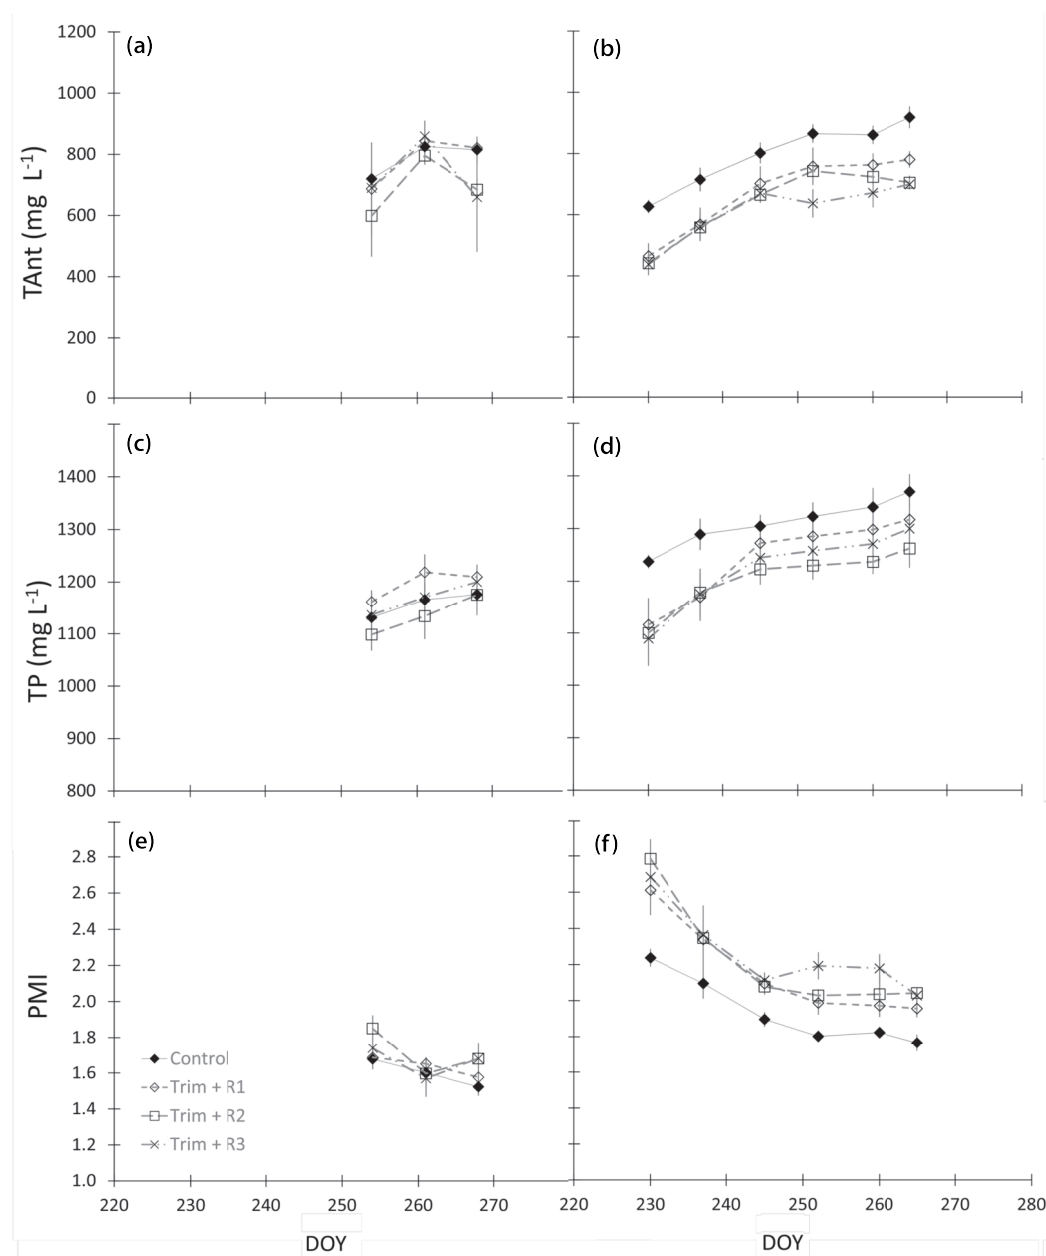 (a)
(b)
TAnt (mg L-1)
1200
1000
800
600
400
200
0
(c)
(d)
TP (mg L-1)
1400
1300
1200
1100
1000
900
800
(e)
(f)
PMI
2.8
2.6
2.4
2.2
2.0
1.8
1.6
1.4
1.2
1.0
Control
Trim + R1
Trim + R2
Trim + R3
220 230 240 250 260 270 220 230 240 250 260 270 280
DOY DOY